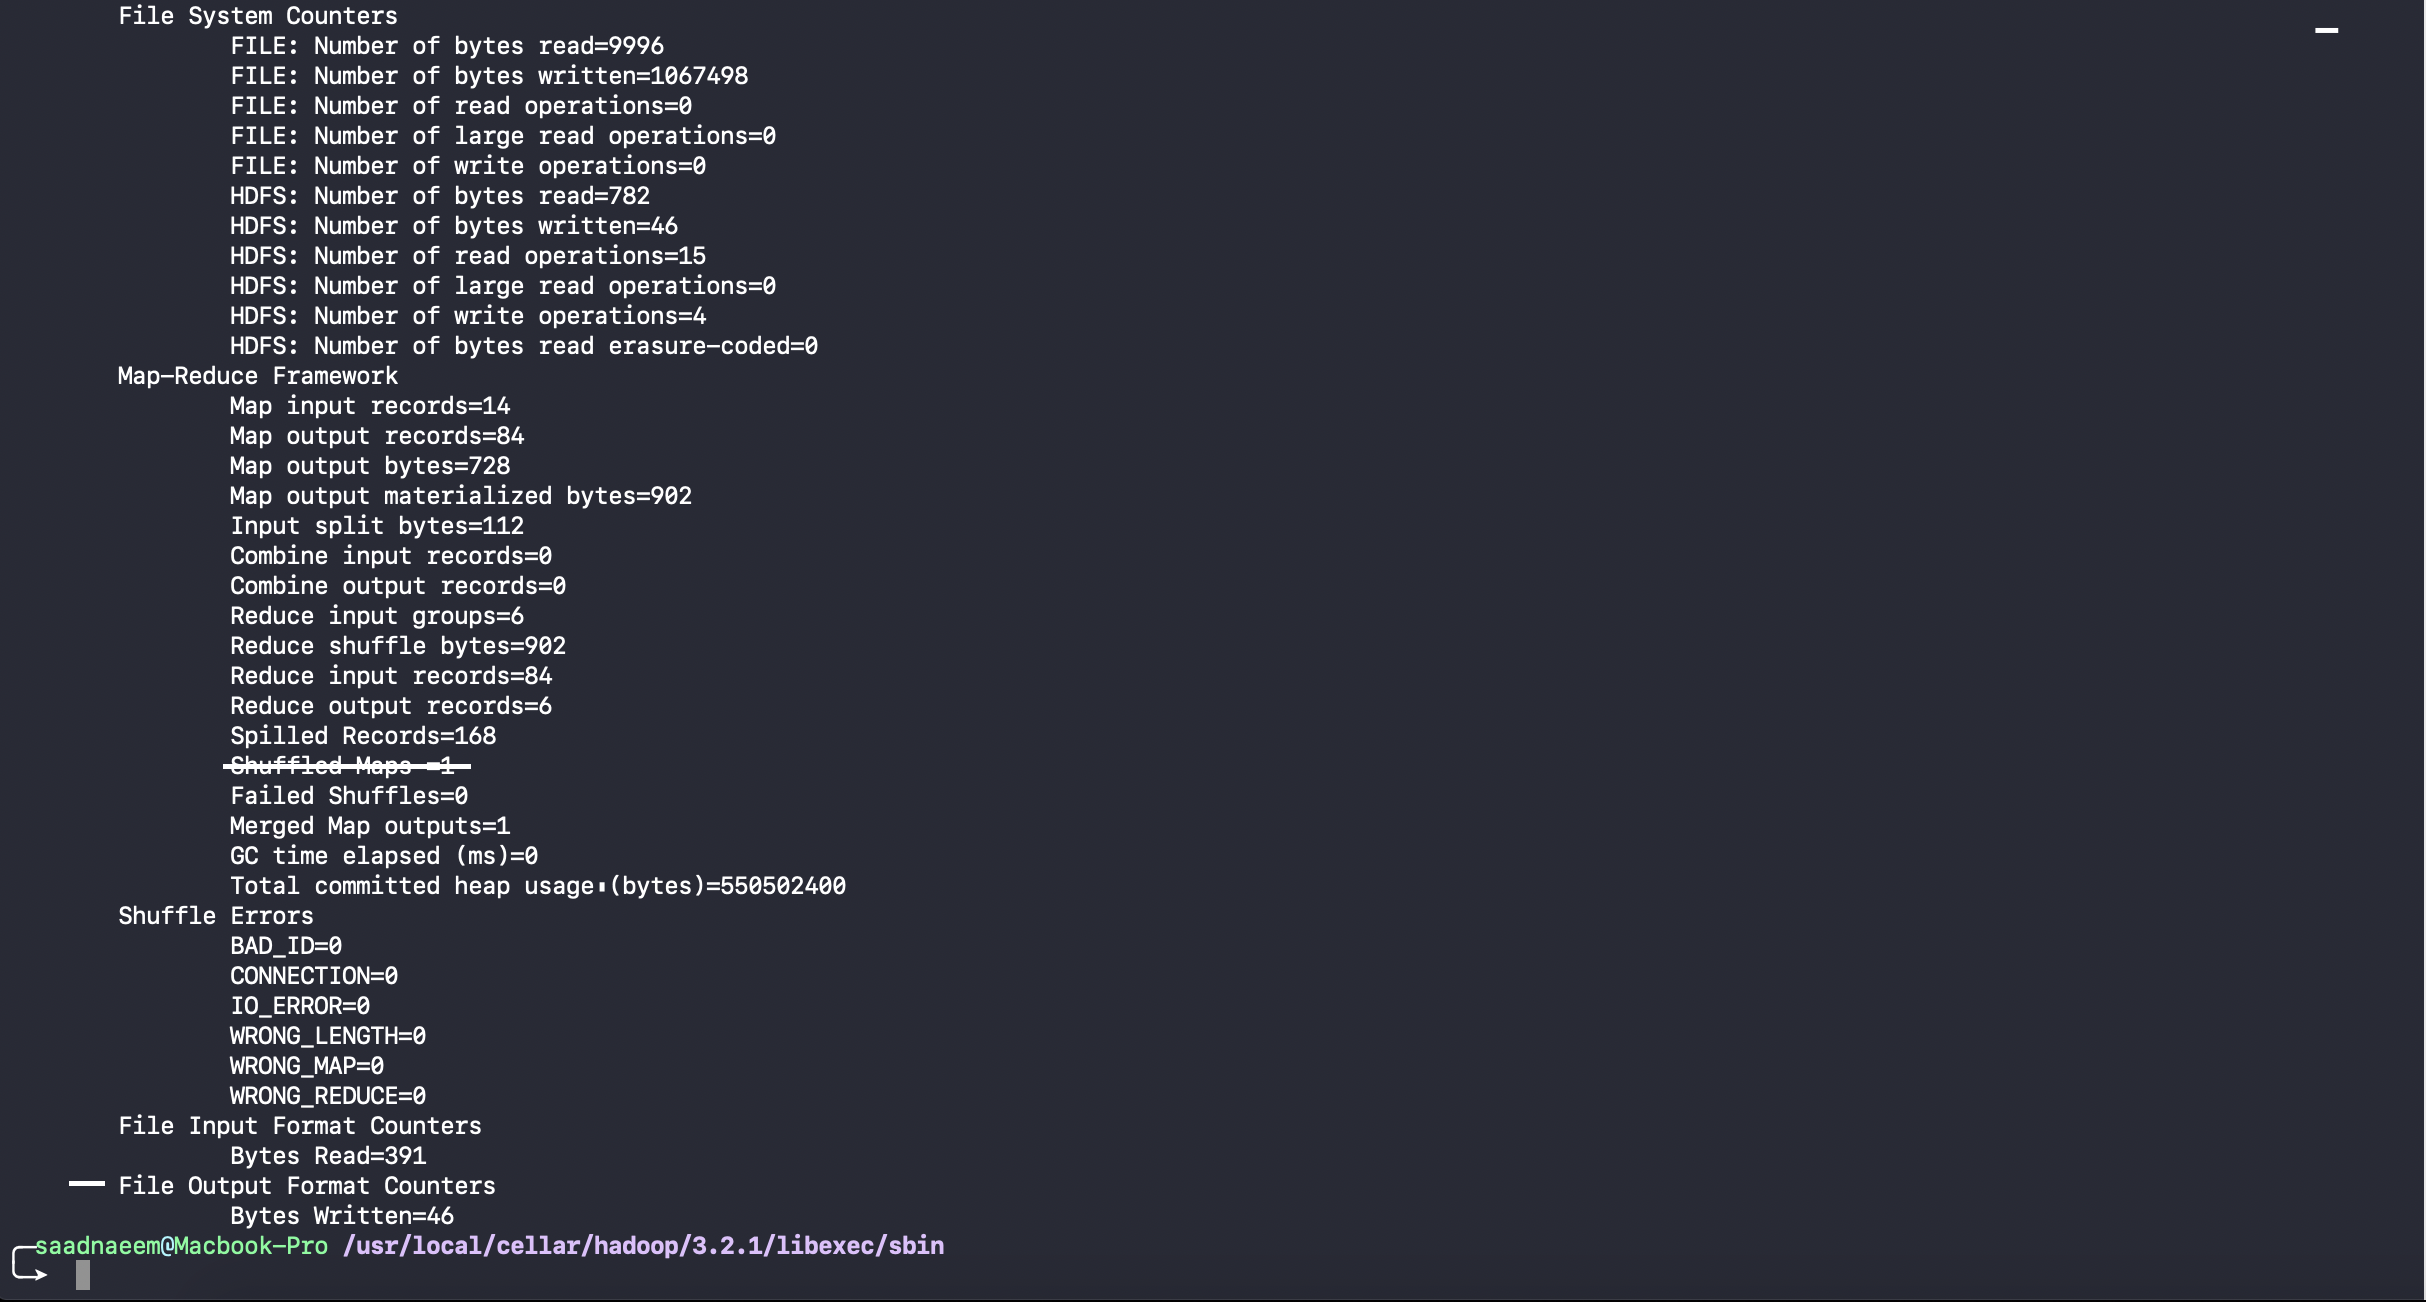 File System Counters
FILE: Number of bytes read=9996
FILE: Number of bytes written=1067498
FILE: Number of read operations=0
FILE: Number of large read operations=0
FILE: Number of write operations=0
HDFS: Number of bytes read=782
HDFS: Number of bytes written=46
HDFS: Number of read operations=15
HDFS: Number of large read operations=0
HDFS: Number of write operations=4
HDFS: Number of bytes read erasure-coded=0
Map-Reduce Framework
Map input records=14
Map output records=84
Map output bytes=728
Map output materialized bytes=902
Input split bytes=112
Combine input records=0
Combine output records=0
Reduce input groups=6
Reduce shuffle bytes=902
Reduce input records=84
Reduce output records=6
Spilled Records=168
Shuffled Maps =1
Failed Shuffles=0
Merged Map outputs=1
GC time elapsed (ms)=0
Total committed heap usage (bytes)=550502400
Shuffle Errors
BAD_ID=0
CONNECTION=0
IO_ERROR=0
WRONG_LENGTH=0
WRONG_MAP=0
WRONG_REDUCE=0
File Input Format Counters
Bytes Read=391
File Output Format Counters
Bytes Written=46
saadnaeem@Macbook-Pro /usr/local/cellar/hadoop/3.2.1/libexec/sbin